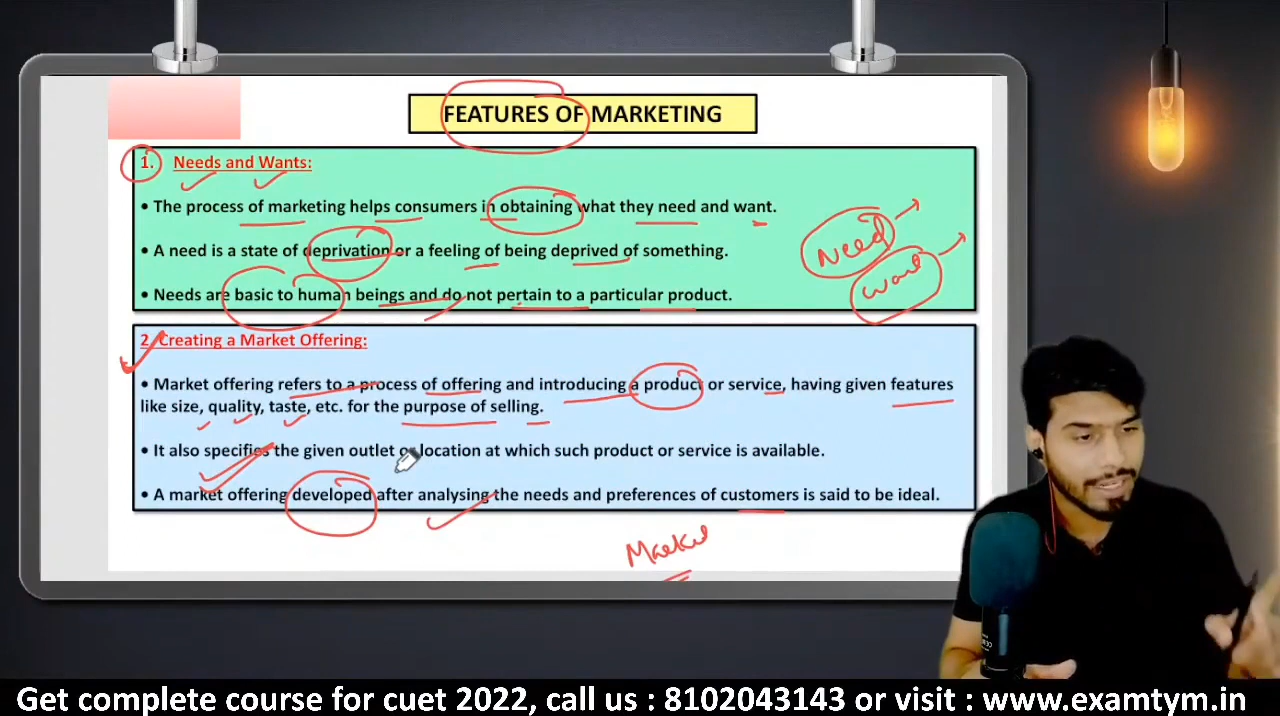 FEATURES OF MARKETING
1. Needs and Wants:
• The process of marketing helps consumers in obtaining what they need and want.
• A need is a state of deprivation or a feeling of being deprived of something.
• Needs are basic to human beings and do not pertain to a particular product.
Need
want
2. Creating a Market Offering:
• Market offering refers to a process of offering and introducing a product or service, having given features
like size, quality, taste, etc. for the purpose of selling.
• It also specifies the given outlet or location at which such product or service is available.
• A market offering developed after analysing the needs and preferences of customers is said to be ideal.
Get complete course for cuet 2022, call us : 8102043143 or visit : www.examtym.in